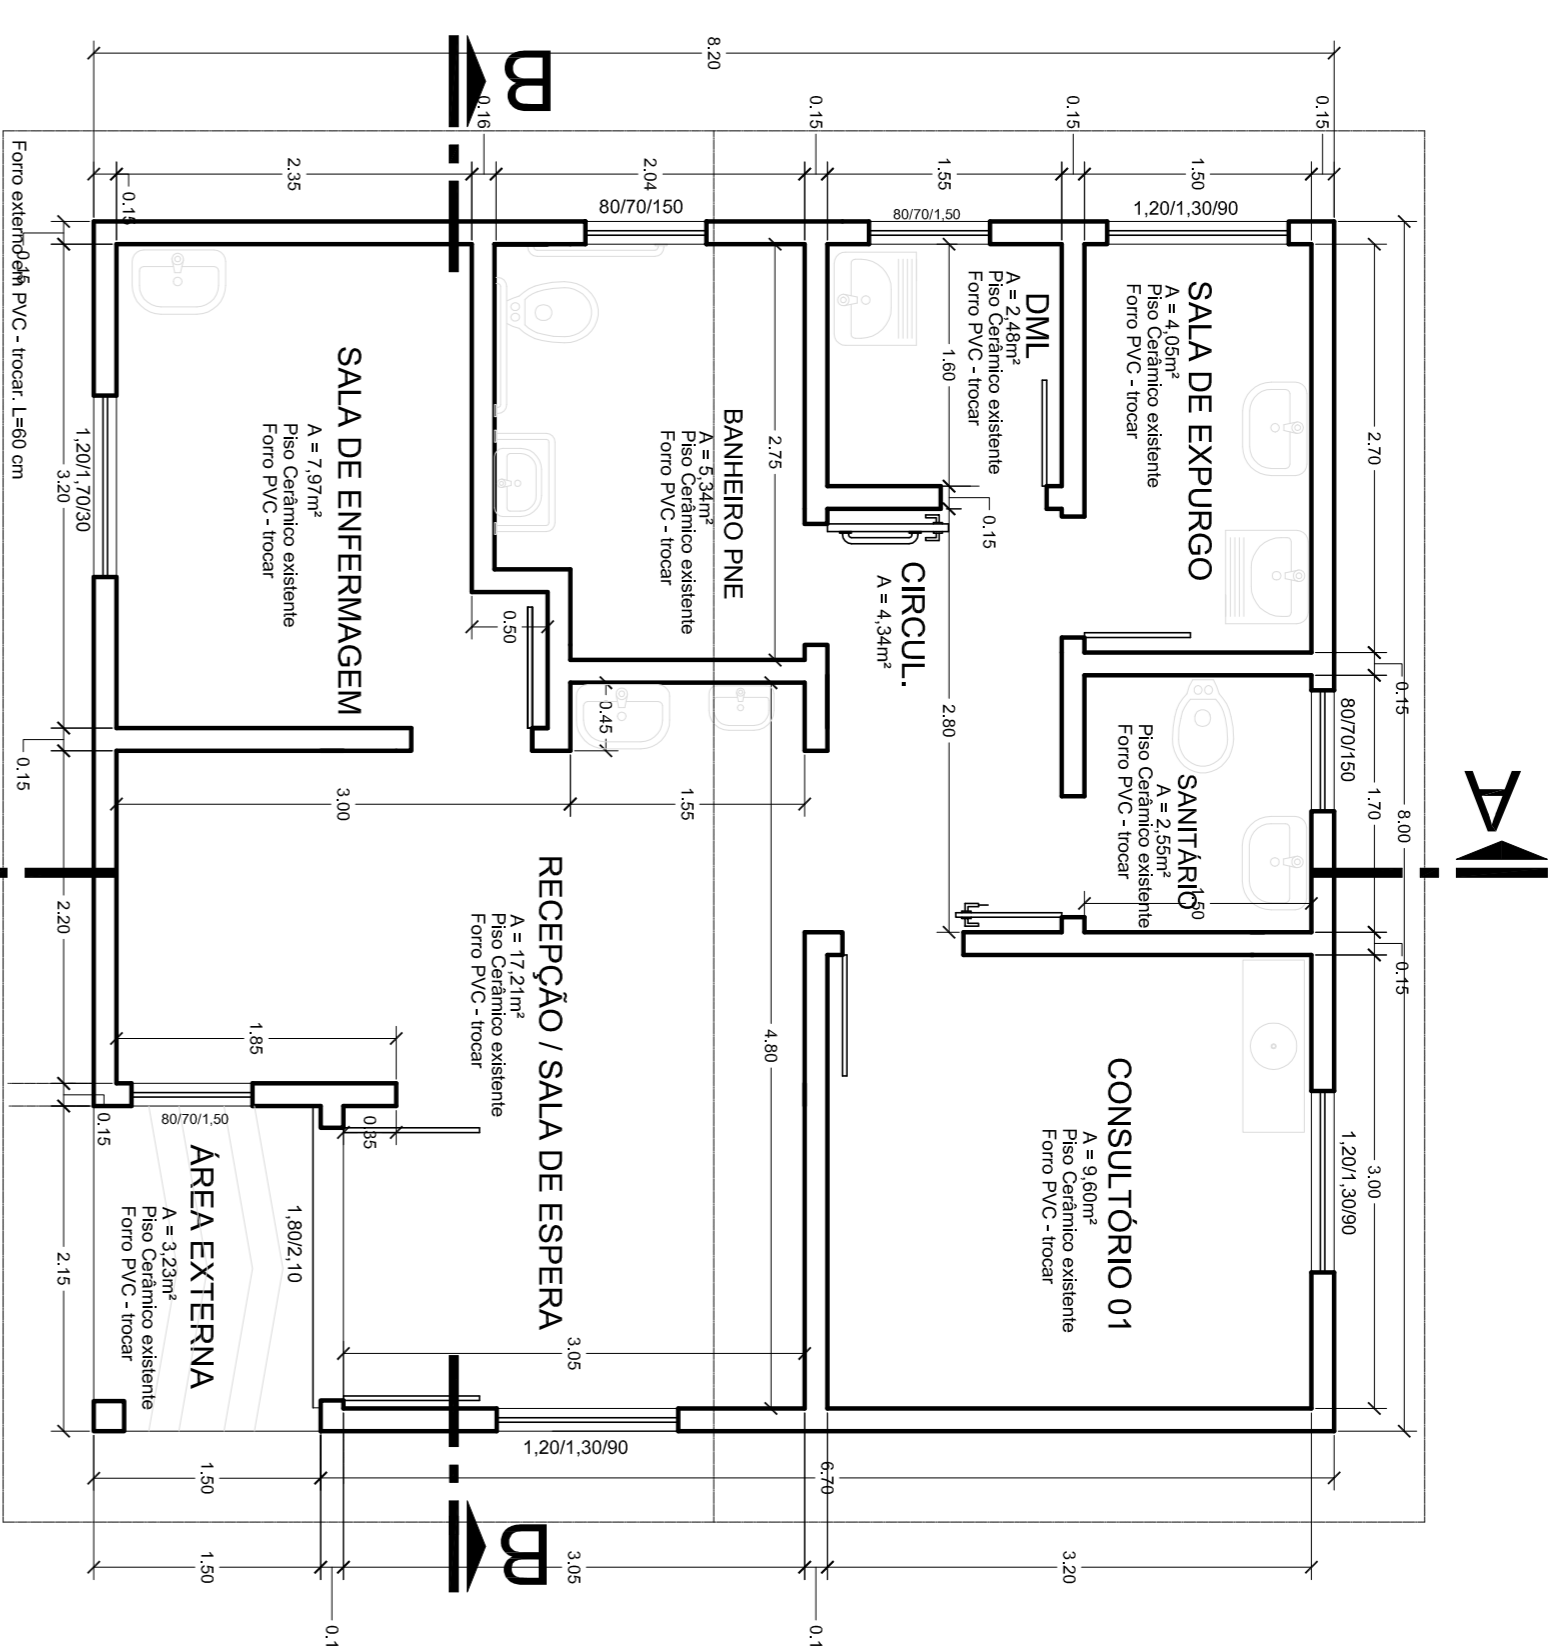 SALA DE EXPURGO
A = 4,05m²
Piso Cerâmico existente
Forro PVC - trocar
SANITÁRIO
A = 2,55m²
Piso Cerâmico existente
Forro PVC - trocar
CONSULTÓRIO 01
A = 9,60m²
Piso Cerâmico existente
Forro PVC - trocar
DML
A = 2,48m²
Piso Cerâmico existente
Forro PVC - trocar
CIRCUL.
A = 4,34m²
BANHEIRO PNE
A = 5,34m²
Piso Cerâmico existente
Forro PVC - trocar
RECEPÇÃO / SALA DE ESPERA
A = 17,21m²
Piso Cerâmico existente
Forro PVC - trocar
SALA DE ENFERMAGEM
A = 7,97m²
Piso Cerâmico existente
Forro PVC - trocar
ÁREA EXTERNA
A = 3,23m²
Piso Cerâmico existente
Forro PVC - trocar
Forro externo em PVC - trocar. L=60 cm
A
B
B
8.20
0.15
1.50
0.15
1.55
0.15
2.04
0.16
2.35
0.15
1,20/1,30/90
80/70/1,50
80/70/150
8.00
2.70
0.15
1.70
0.15
3.00
80/70/150
1,20/1,30/90
1.50
1.60
0.15
2.80
2.75
4.80
0.50
0.45
3.00
1.55
1.85
0.35
3.05
80/70/1,50
1,80/2,10
1,20/1,70/30
0.15
3.20
0.15
2.20
0.15
2.15
1,20/1,30/90
1.50
6.70
1.50
0.1
3.05
0.1
3.20